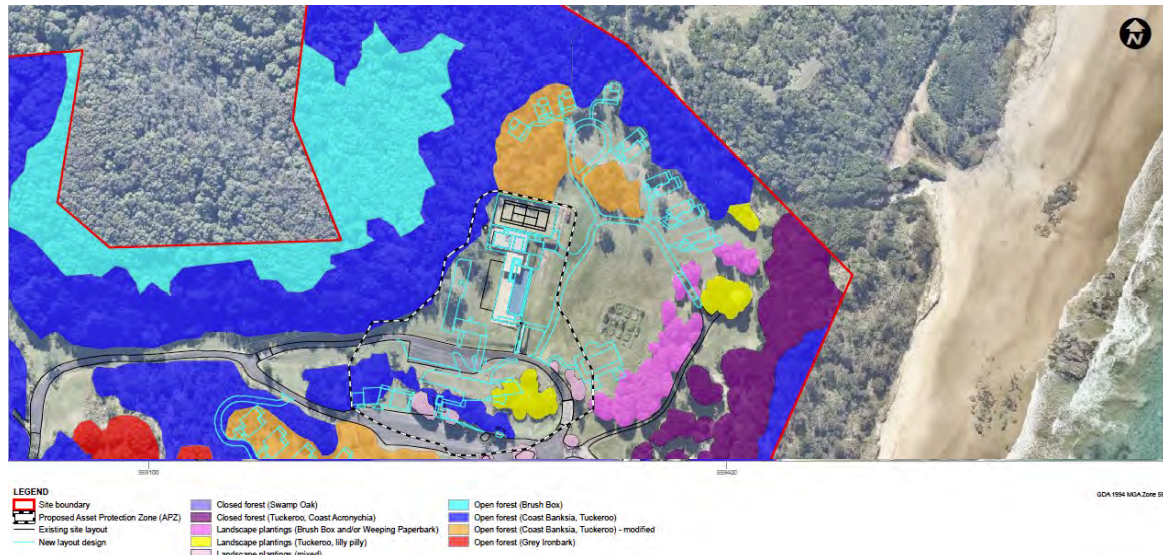 N
559100
559400
GDA 1994 MGA Zone 56
LEGEND
Site boundary
Proposed Asset Protection Zone (APZ)
Existing site layout
New layout design
Closed forest (Swamp Oak)
Closed forest (Tuckeroo, Coast Acronychia)
Landscape plantings (Brush Box and/or Weeping Paperbark)
Landscape plantings (Tuckeroo, lilly pilly)
Landscape plantings (mixed)
Open forest (Brush Box)
Open forest (Coast Banksia, Tuckeroo)
Open forest (Coast Banksia, Tuckeroo) - modified
Open forest (Grey Ironbark)